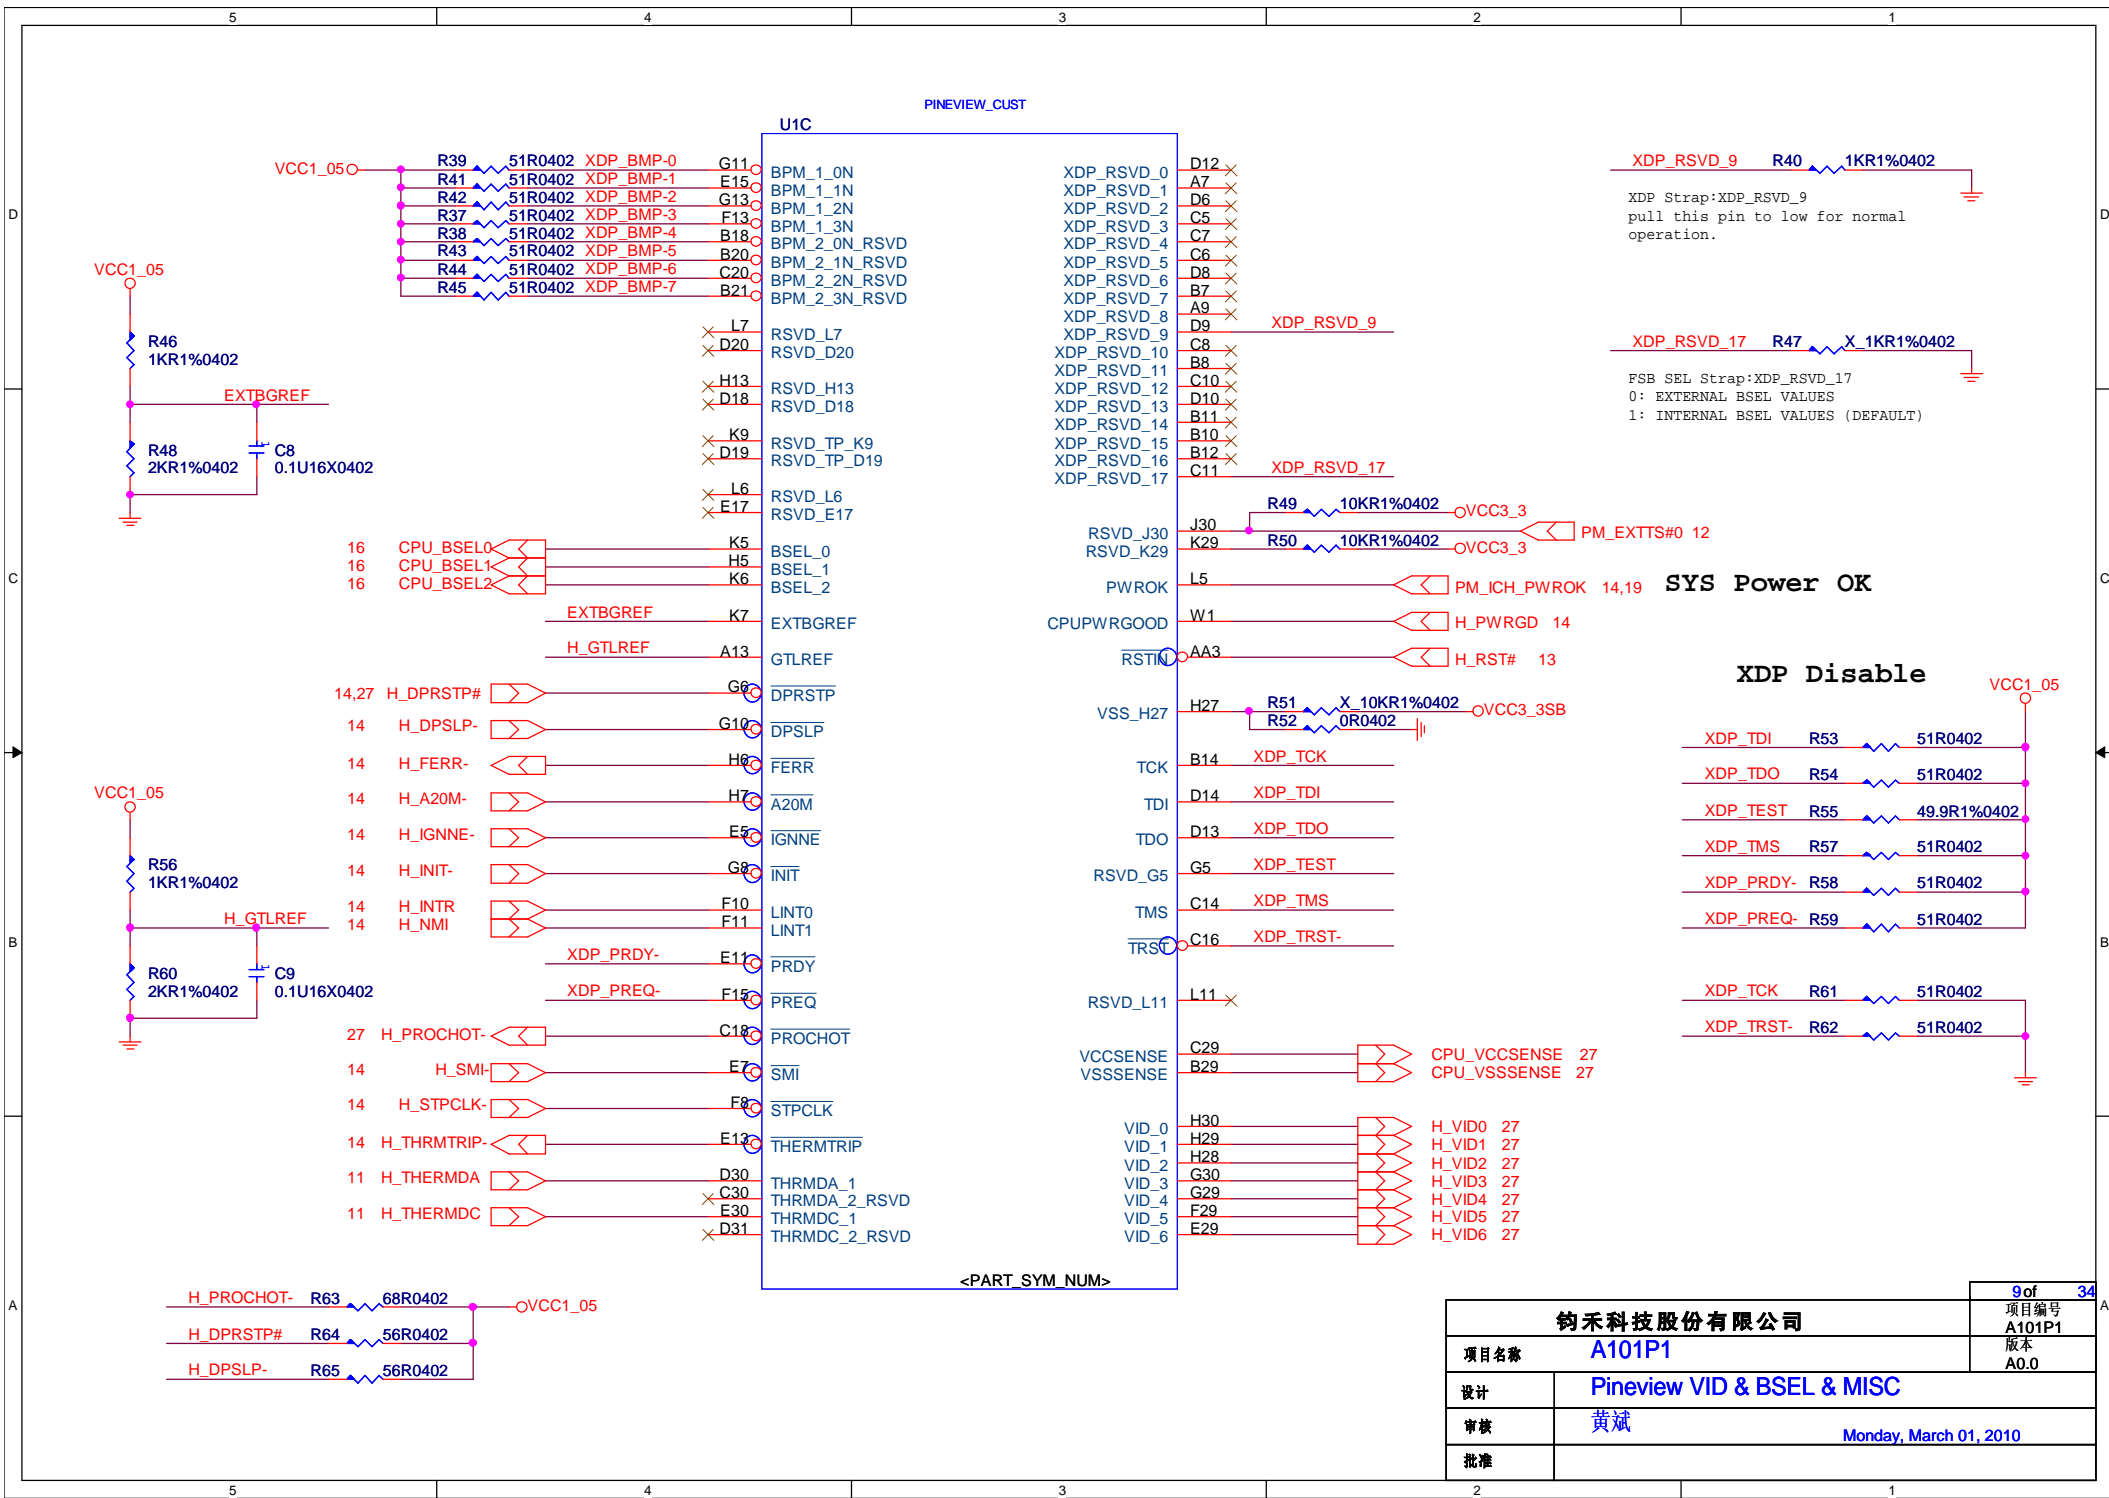 5 4 3 2 1
PINEVIEW_CUST
U1C
VCC1_05
R39 51R0402 XDP_BMP-0 G11 BPM_1_0N
R41 51R0402 XDP_BMP-1 E15 BPM_1_1N
R42 51R0402 XDP_BMP-2 G13 BPM_1_2N
R37 51R0402 XDP_BMP-3 F13 BPM_1_3N
R38 51R0402 XDP_BMP-4 B18 BPM_2_0N_RSVD
R43 51R0402 XDP_BMP-5 B20 BPM_2_1N_RSVD
R44 51R0402 XDP_BMP-6 C20 BPM_2_2N_RSVD
R45 51R0402 XDP_BMP-7 B21 BPM_2_3N_RSVD
L7 RSVD_L7
D20 RSVD_D20
H13 RSVD_H13
D18 RSVD_D18
K9 RSVD_TP_K9
D19 RSVD_TP_D19
L6 RSVD_L6
E17 RSVD_E17
16 CPU_BSEL0 K5 BSEL_0
16 CPU_BSEL1 H5 BSEL_1
16 CPU_BSEL2 K6 BSEL_2
EXTBGREF K7 EXTBGREF
H_GTLREF A13 GTLREF
14,27 H_DPRSTP# G6 DPRSTP
14 H_DPSLP- G10 DPSLP
14 H_FERR- H6 FERR
14 H_A20M- H7 A20M
14 H_IGNNE- E5 IGNNE
14 H_INIT- G8 INIT
14 H_INTR F10 LINT0
14 H_NMI F11 LINT1
XDP_PRDY- E11 PRDY
XDP_PREQ- F15 PREQ
27 H_PROCHOT- C18 PROCHOT
14 H_SMI- E7 SMI
14 H_STPCLK- F8 STPCLK
14 H_THRMTRIP- E13 THERMTRIP
11 H_THERMDA D30 THRMDA_1
C30 THRMDA_2_RSVD
11 H_THERMDC E30 THRMDC_1
D31 THRMDC_2_RSVD
XDP_RSVD_0 D12
XDP_RSVD_1 A7
XDP_RSVD_2 D6
XDP_RSVD_3 C5
XDP_RSVD_4 C7
XDP_RSVD_5 C6
XDP_RSVD_6 D8
XDP_RSVD_7 B7
XDP_RSVD_8 A9
XDP_RSVD_9 D9 XDP_RSVD_9
XDP_RSVD_10 C8
XDP_RSVD_11 B8
XDP_RSVD_12 C10
XDP_RSVD_13 D10
XDP_RSVD_14 B11
XDP_RSVD_15 B10
XDP_RSVD_16 B12
XDP_RSVD_17 C11 XDP_RSVD_17
R49 10KR1%0402 VCC3_3
RSVD_J30 J30 PM_EXTTS#0 12
RSVD_K29 K29 R50 10KR1%0402 VCC3_3
PWROK L5 PM_ICH_PWROK 14,19 SYS Power OK
CPUPWRGOOD W1 H_PWRGD 14
RSTIN AA3 H_RST# 13
VSS_H27 H27 R51 X_10KR1%0402 VCC3_3SB
R52 0R0402
TCK B14 XDP_TCK
TDI D14 XDP_TDI
TDO D13 XDP_TDO
RSVD_G5 G5 XDP_TEST
TMS C14 XDP_TMS
TRST C16 XDP_TRST-
RSVD_L11 L11
VCCSENSE C29 CPU_VCCSENSE 27
VSSSENSE B29 CPU_VSSSENSE 27
VID_0 H30 H_VID0 27
VID_1 H29 H_VID1 27
VID_2 H28 H_VID2 27
VID_3 G30 H_VID3 27
VID_4 G29 H_VID4 27
VID_5 F29 H_VID5 27
VID_6 E29 H_VID6 27
<PART_SYM_NUM>
VCC1_05
R46
1KR1%0402
EXTBGREF
R48
2KR1%0402
1
C8
0.1U16X0402
VCC1_05
R56
1KR1%0402
H_GTLREF
R60
2KR1%0402
1
C9
0.1U16X0402
H_PROCHOT- R63 68R0402 VCC1_05
H_DPRSTP# R64 56R0402
H_DPSLP- R65 56R0402
XDP_RSVD_9 R40 1KR1%0402
XDP Strap:XDP_RSVD_9
pull this pin to low for normal
operation.
XDP_RSVD_17 R47 X_1KR1%0402
FSB SEL Strap:XDP_RSVD_17
0: EXTERNAL BSEL VALUES
1: INTERNAL BSEL VALUES (DEFAULT)
XDP Disable
VCC1_05
XDP_TDI R53 51R0402
XDP_TDO R54 51R0402
XDP_TEST R55 49.9R1%0402
XDP_TMS R57 51R0402
XDP_PRDY- R58 51R0402
XDP_PREQ- R59 51R0402
XDP_TCK R61 51R0402
XDP_TRST- R62 51R0402
D D
C C
B B
A A
9 of 34
钧禾科技股份有限公司
项目编号
A101P1
项目名称 A101P1
版本
A0.0
设计 Pineview VID & BSEL & MISC
审核 黄斌
Monday, March 01, 2010
批准
5 4 3 2 1